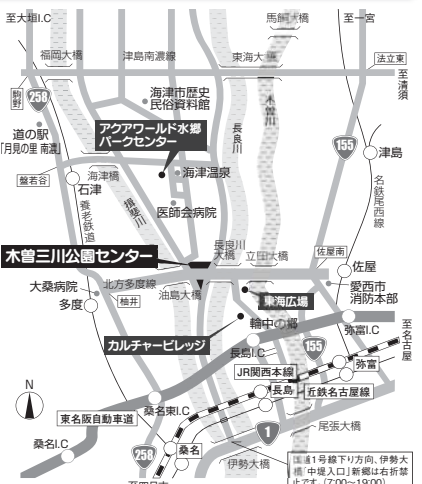 至大垣I.C
馬飼大橋
至一宮
福岡大橋
津島南濃線
東海大橋
法立東
至清須
駒野
258
海津市歴史
民俗資料館
木曽川
道の駅
「月見の里 南濃」
アクアワールド水郷
パークセンター
長良川
155
津島
海津橋
海津温泉
盤若谷
石津
揖斐川
養老鉄道
医師会病院
名鉄尾西線
木曽三川公園センター
長良川
大橋
立田大橋
佐屋南
佐屋
大桑病院
北方多度線
油島大橋
愛西市
消防本部
多度
柚井
東海広場
輪中の郷
弥富I.C
至名古屋
カルチャービレッジ
長島I.C
155
弥富
JR関西本線
長島
近鉄名古屋線
N
東名阪自動車道
桑名東I.C
尾張大橋
1
桑名I.C
258
桑名
伊勢大橋
国道1号線下り方向、伊勢大
橋「中堤入口」新郷は右折禁
止です。(7:00〜19:00)